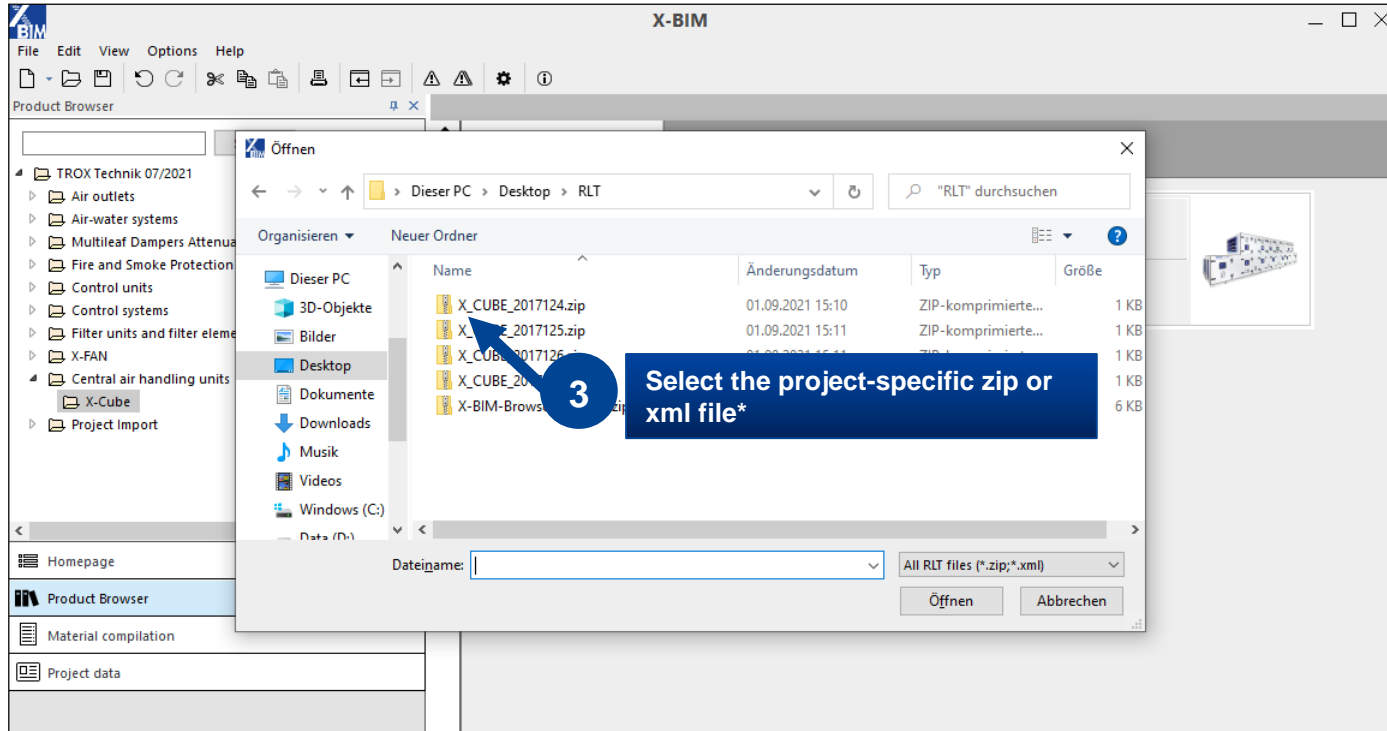 X-BIM
BIM
File Edit View Options Help
Product Browser
Öffnen
Dieser PC > Desktop > RLT
"RLT" durchsuchen
Organisieren Neuer Ordner
TROX Technik 07/2021
Air outlets
Air-water systems
Multileaf Dampers
Fire and Smoke Protection
Control units
Control systems
Filter units and filter
X-FAN
Central air handling units
X-Cube
Project Import
Dieser PC
3D-Objekte
Bilder
Desktop
Dokumente
Downloads
Musik
Videos
Windows (C:)
Data (D:)
Name Änderungsdatum Typ Größe
X_CUBE_2017124.zip 01.09.2021 15:10 ZIP-komprimierte... 1 KB
X_CUBE_2017125.zip 01.09.2021 15:11 ZIP-komprimierte... 1 KB
X_CUBE_2017126 1 KB
1 KB
6 KB
3
Select the project-specific zip or
xml file*
Dateiname: All RLT files (*.zip;*.xml)
Öffnen Abbrechen
Homepage
Product Browser
Material compilation
Project data